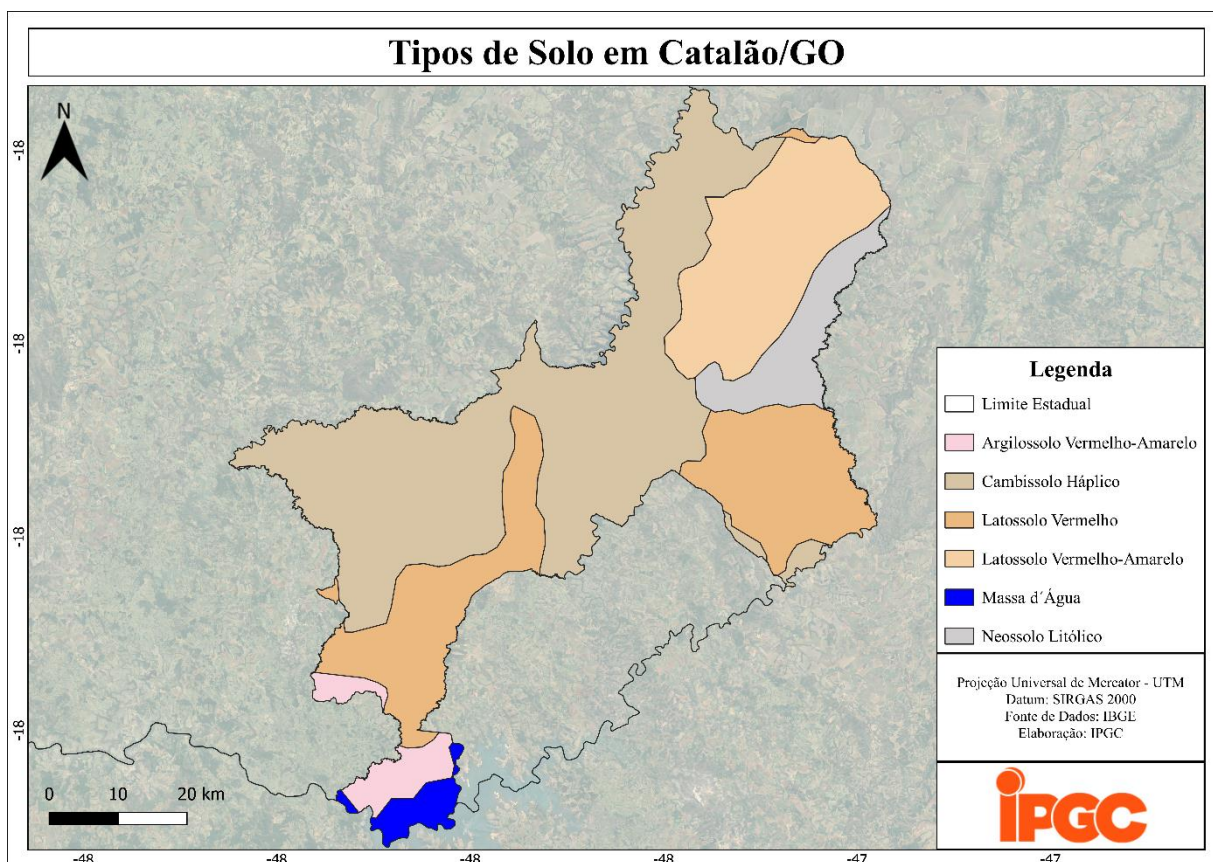 Tipos de Solo em Catalão/GO
N
-18
-18
-18
-18
Legenda
Limite Estadual
Argilossolo Vermelho-Amarelo
Cambissolo Háplico
Latossolo Vermelho
Latossolo Vermelho-Amarelo
Massa d´Água
Neossolo Litólico
Projeção Universal de Mercator - UTM
Datum: SIRGAS 2000
Fonte de Dados: IBGE
Elaboração: IPGC
0 10 20 km
iPGC
-48 -48 -48 -48 -47 -47